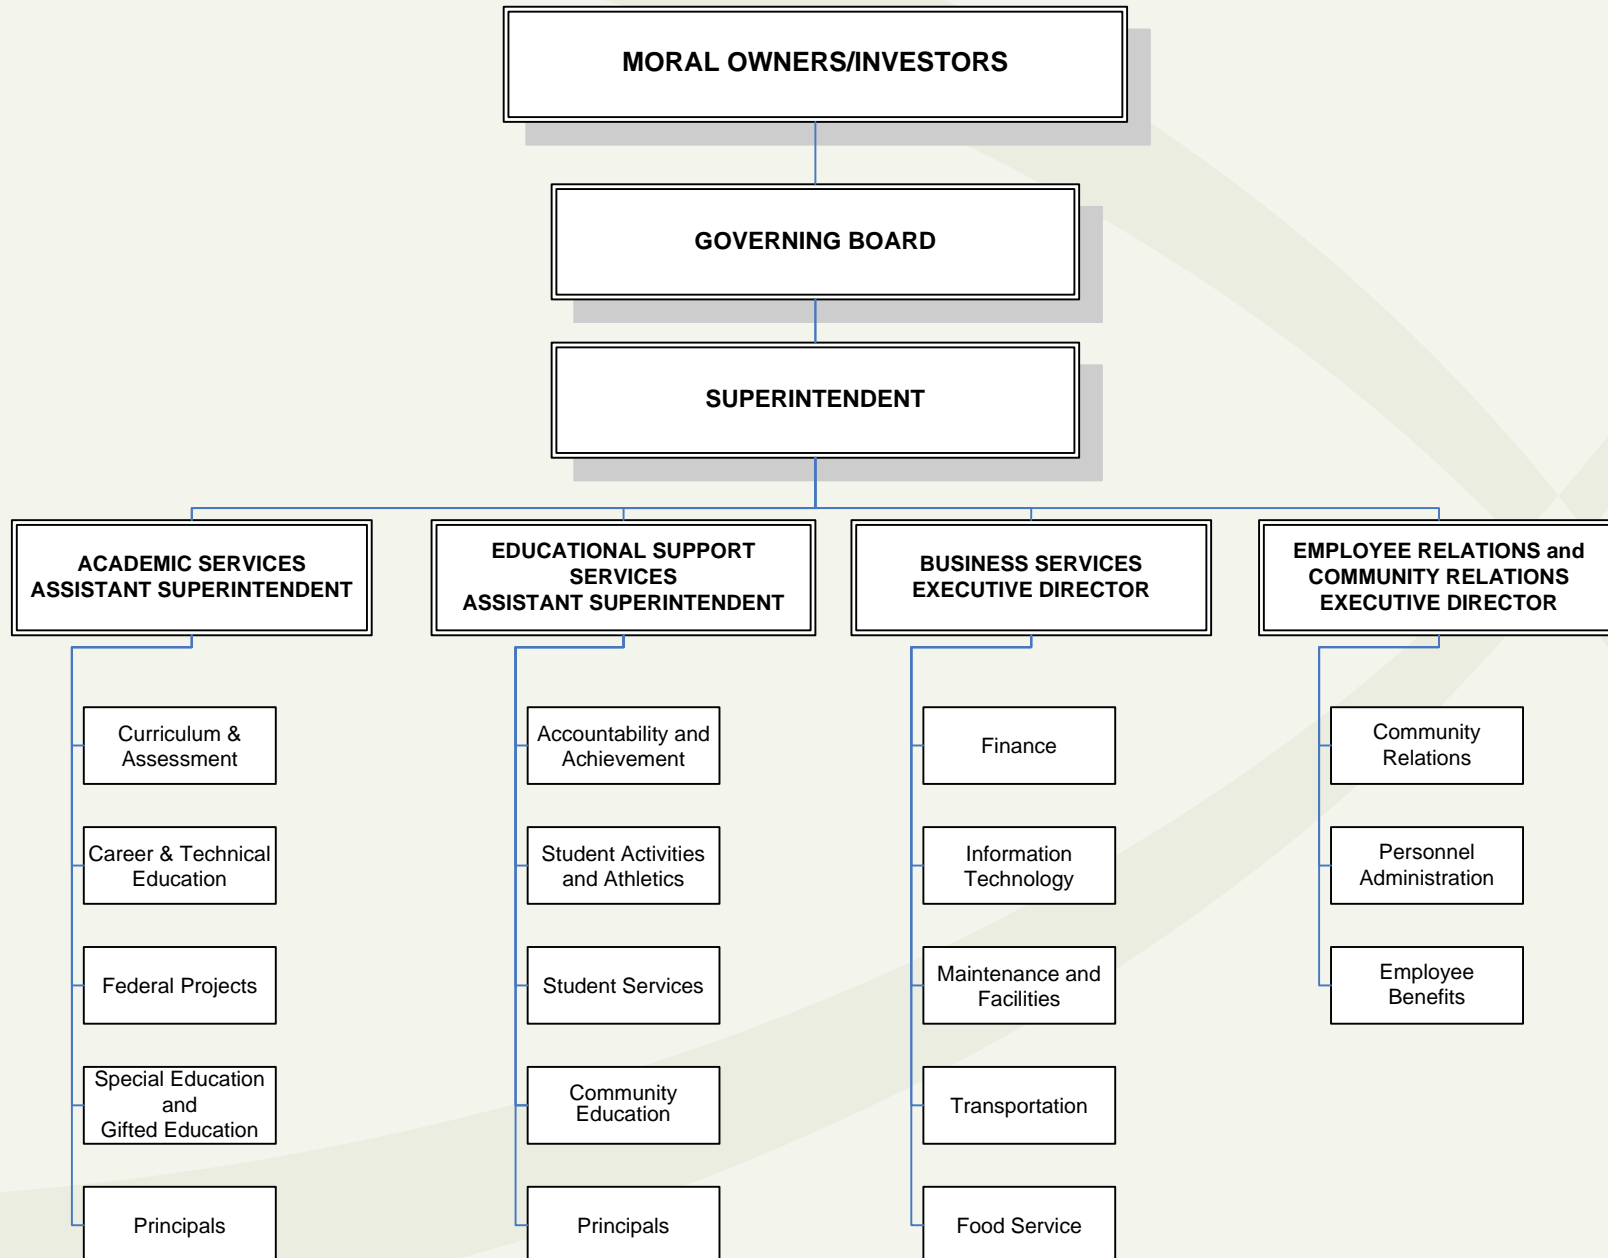 MORAL OWNERS/INVESTORS
GOVERNING BOARD
SUPERINTENDENT
ACADEMIC SERVICES
ASSISTANT SUPERINTENDENT
EDUCATIONAL SUPPORT
SERVICES
ASSISTANT SUPERINTENDENT
BUSINESS SERVICES
EXECUTIVE DIRECTOR
EMPLOYEE RELATIONS and
COMMUNITY RELATIONS
EXECUTIVE DIRECTOR
Curriculum &
Assessment
Career & Technical
Education
Federal Projects
Special Education
and
Gifted Education
Principals
Accountability and
Achievement
Student Activities
and Athletics
Student Services
Community
Education
Principals
Finance
Information
Technology
Maintenance and
Facilities
Transportation
Food Service
Community
Relations
Personnel
Administration
Employee
Benefits